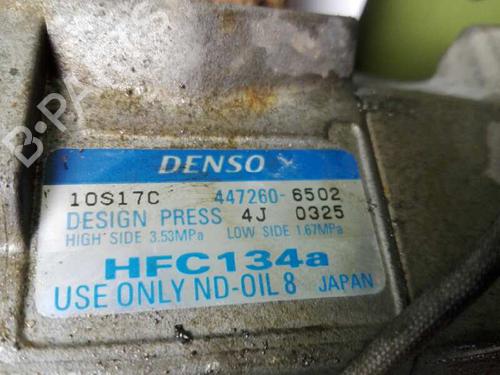 B-PA
DENSO
10S17C 447260-6502
DESIGN PRESS 4J 0325
HIGH SIDE 3.53MPa LOW SIDE 1.67MPa
HFC134a
USE ONLY ND-OIL 8 JAPAN